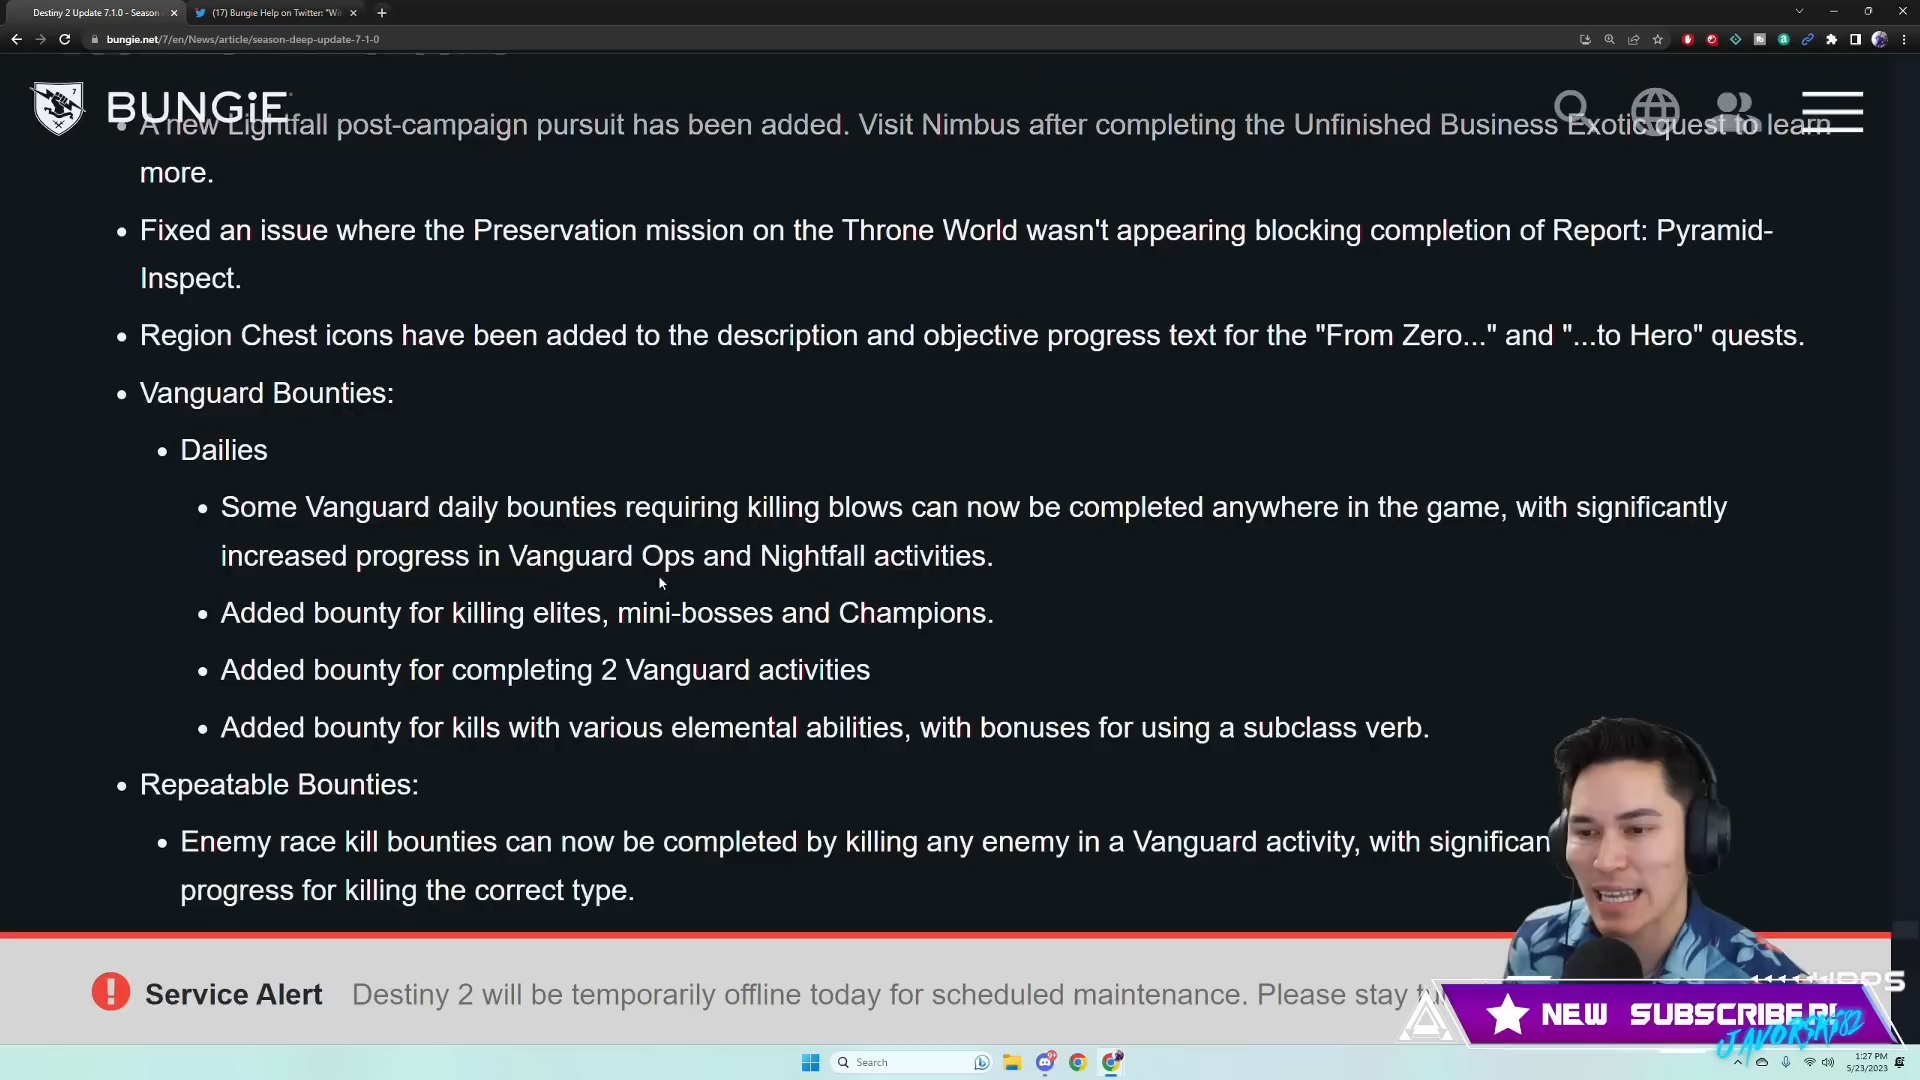 Destiny 2 Update 7.1.0 - Season
(17) Bungie Help on Twitter: "Wit
bungie.net/7/en/News/article/season-deep-update-7-1-0
BUNGiE
A new Lightfall post-campaign pursuit has been added. Visit Nimbus after completing the Unfinished Business Exotic quest to learn
more.
Fixed an issue where the Preservation mission on the Throne World wasn't appearing blocking completion of Report: Pyramid-
Inspect.
Region Chest icons have been added to the description and objective progress text for the "From Zero..." and "...to Hero" quests.
Vanguard Bounties:
Dailies
Some Vanguard daily bounties requiring killing blows can now be completed anywhere in the game, with significantly
increased progress in Vanguard Ops and Nightfall activities.
Added bounty for killing elites, mini-bosses and Champions.
Added bounty for completing 2 Vanguard activities
Added bounty for kills with various elemental abilities, with bonuses for using a subclass verb.
Repeatable Bounties:
Enemy race kill bounties can now be completed by killing any enemy in a Vanguard activity, with significan
progress for killing the correct type.
Service Alert Destiny 2 will be temporarily offline today for scheduled maintenance. Please stay
NEW SUBSCRIBER!
Search
1:27 PM
5/23/2023